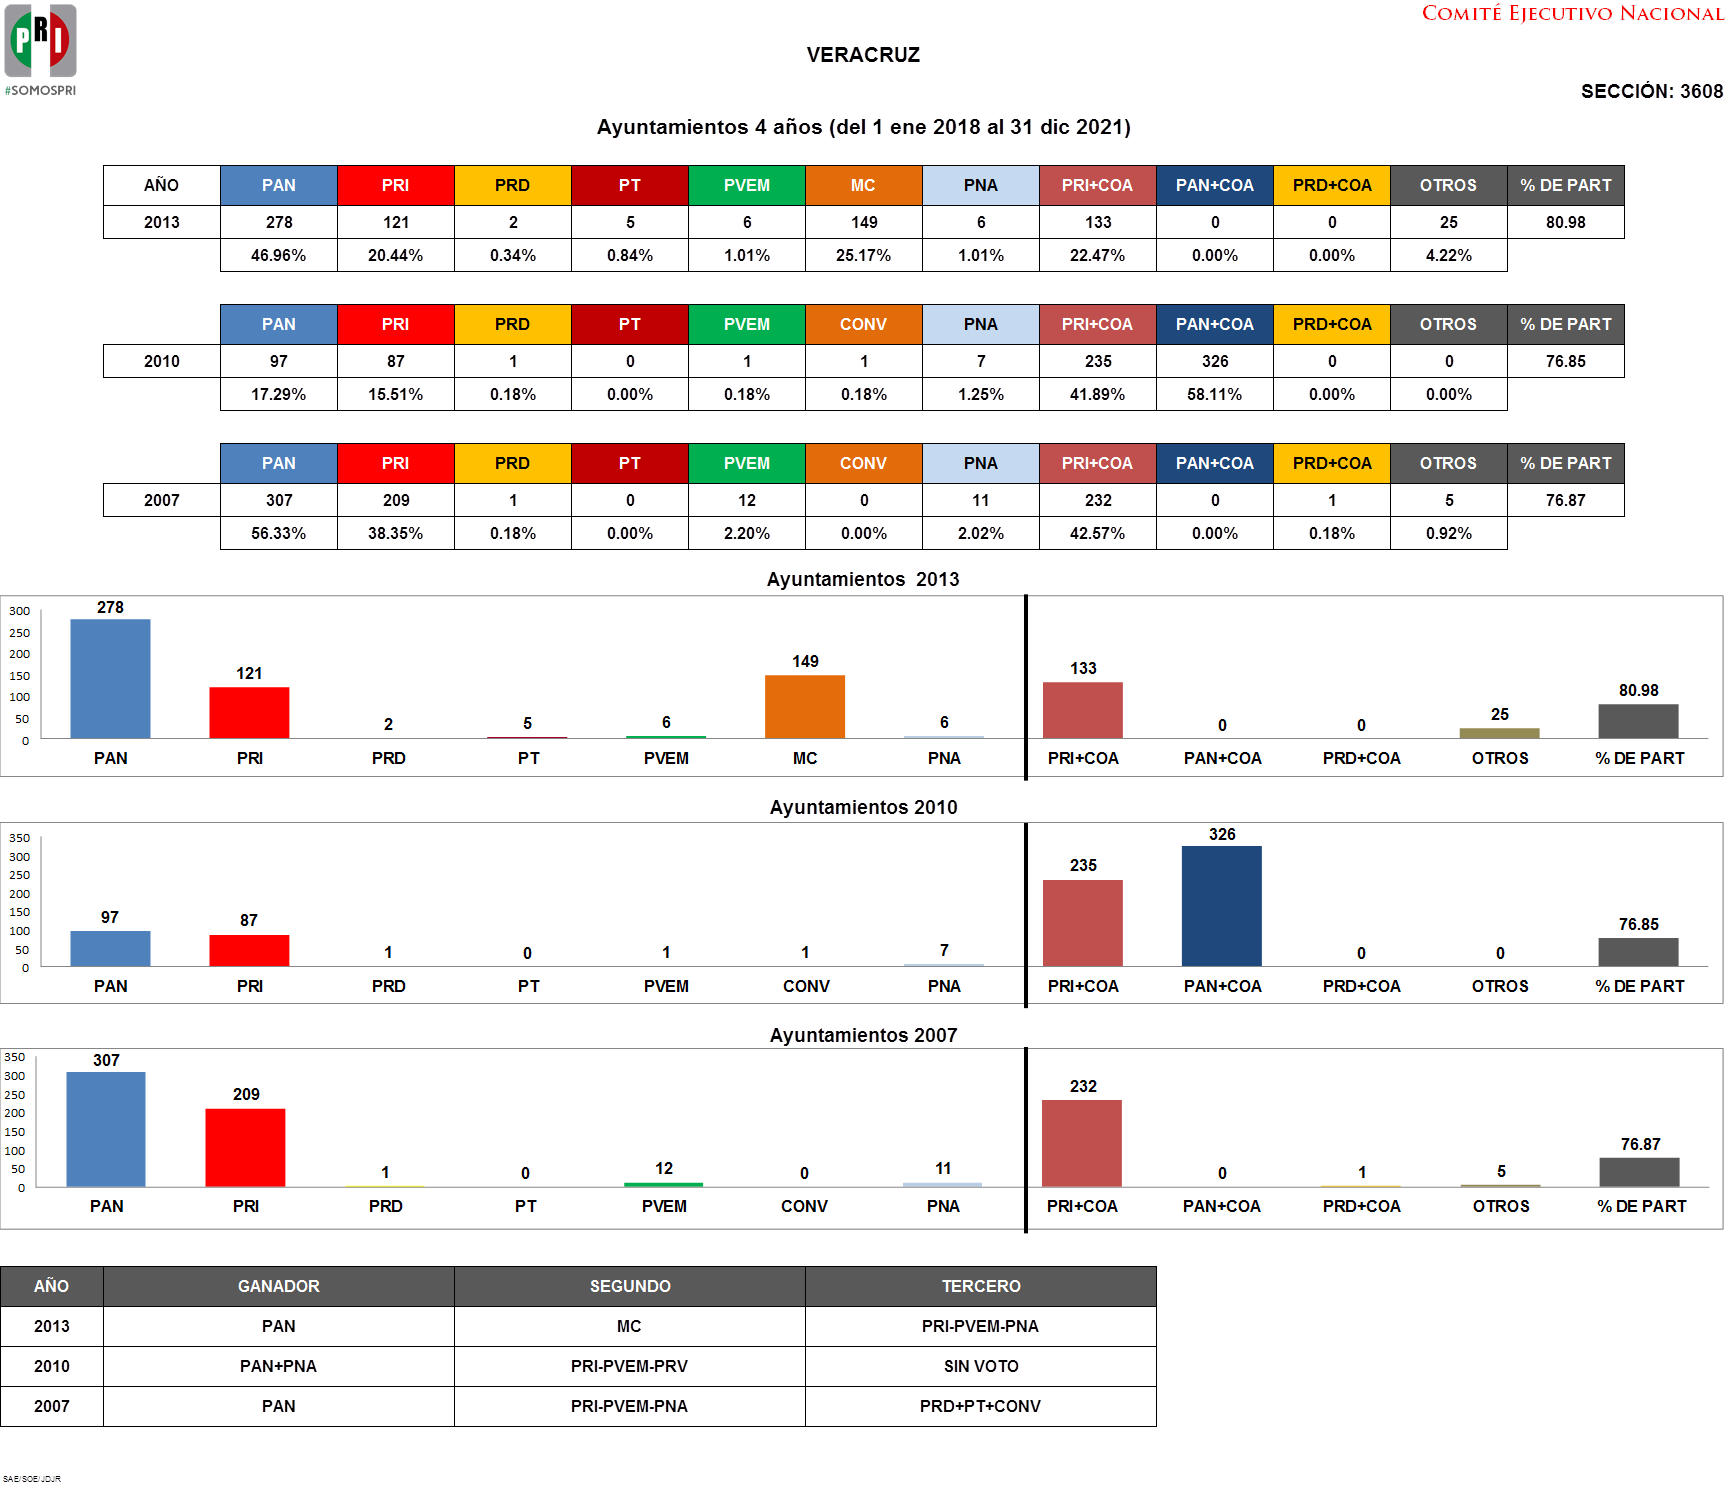 PRI
#SOMOSPRI
COMITÉ EJECUTIVO NACIONAL
VERACRUZ
SECCIÓN: 3608
Ayuntamientos 4 años (del 1 ene 2018 al 31 dic 2021)
AÑO PAN PRI PRD PT PVEM MC PNA PRI+COA PAN+COA PRD+COA OTROS % DE PART
2013 278 121 2 5 6 149 6 133 0 0 25 80.98
46.96% 20.44% 0.34% 0.84% 1.01% 25.17% 1.01% 22.47% 0.00% 0.00% 4.22%
PAN PRI PRD PT PVEM CONV PNA PRI+COA PAN+COA PRD+COA OTROS % DE PART
2010 97 87 1 0 1 1 7 235 326 0 0 76.85
17.29% 15.51% 0.18% 0.00% 0.18% 0.18% 1.25% 41.89% 58.11% 0.00% 0.00%
PAN PRI PRD PT PVEM CONV PNA PRI+COA PAN+COA PRD+COA OTROS % DE PART
2007 307 209 1 0 12 0 11 232 0 1 5 76.87
56.33% 38.35% 0.18% 0.00% 2.20% 0.00% 2.02% 42.57% 0.00% 0.18% 0.92%
Ayuntamientos 2013
300
250
200
150
100
50
0
278 121 2 5 6 149 6 133 0 0 25 80.98
PAN PRI PRD PT PVEM MC PNA PRI+COA PAN+COA PRD+COA OTROS % DE PART
Ayuntamientos 2010
350
300
250
200
150
100
50
0
97 87 1 0 1 1 7 235 326 0 0 76.85
PAN PRI PRD PT PVEM CONV PNA PRI+COA PAN+COA PRD+COA OTROS % DE PART
Ayuntamientos 2007
350
300
250
200
150
100
50
0
307 209 1 0 12 0 11 232 0 1 5 76.87
PAN PRI PRD PT PVEM CONV PNA PRI+COA PAN+COA PRD+COA OTROS % DE PART
AÑO GANADOR SEGUNDO TERCERO
2013 PAN MC PRI-PVEM-PNA
2010 PAN+PNA PRI-PVEM-PRV SIN VOTO
2007 PAN PRI-PVEM-PNA PRD+PT+CONV
SAE/SOE/JDJR